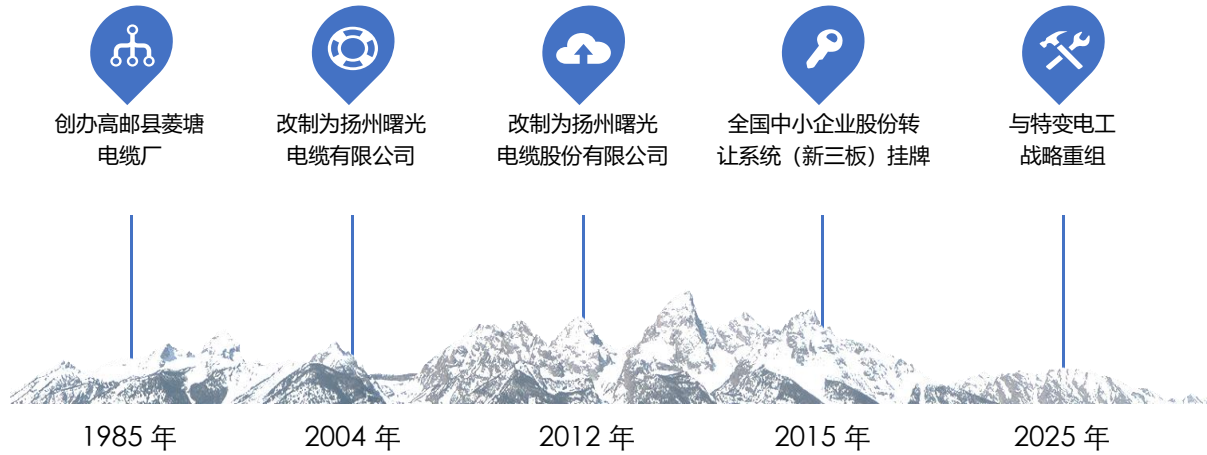 创办高邮县菱塘
电缆厂
改制为扬州曙光
电缆有限公司
改制为扬州曙光
电缆股份有限公司
全国中小企业股份转
让系统（新三板）挂牌
与特变电工
战略重组
1985 年
2004 年
2012 年
2015 年
2025 年